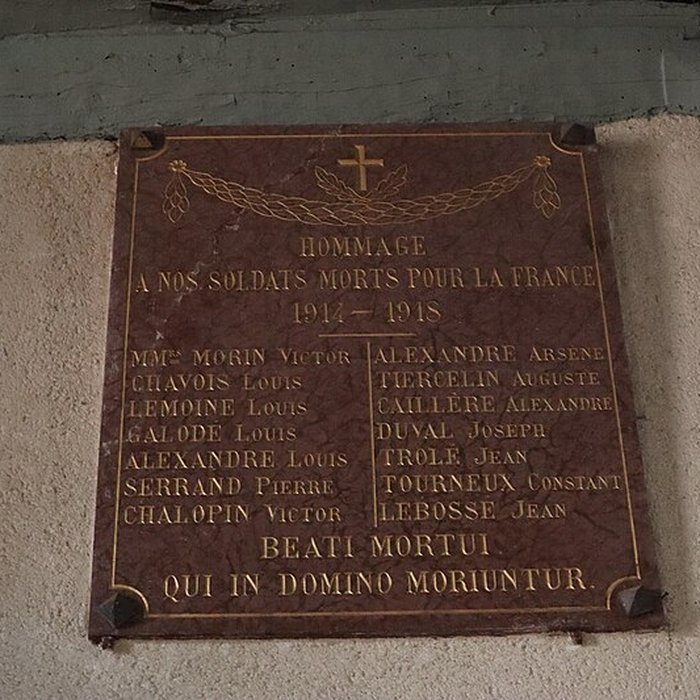 HOMMAGE
A NOS SOLDATS MORTS POUR LA FRANCE
1914 — 1918
MMrs MORIN VICTOR
CHAVOIS LOUIS
LEMOINE LOUIS
GALODÉ LOUIS
ALEXANDRE LOUIS
SERRAND PIERRE
CHALOPIN VICTOR
ALEXANDRE ARSENE
TIERCELIN AUGUSTE
CAILLÈRE ALEXANDRE
DUVAL JOSEPH
TROLÉ JEAN
TOURNEUX CONSTANT
LEBOSSÉ JEAN
BEATI MORTUI
QUI IN DOMINO MORIUNTUR.